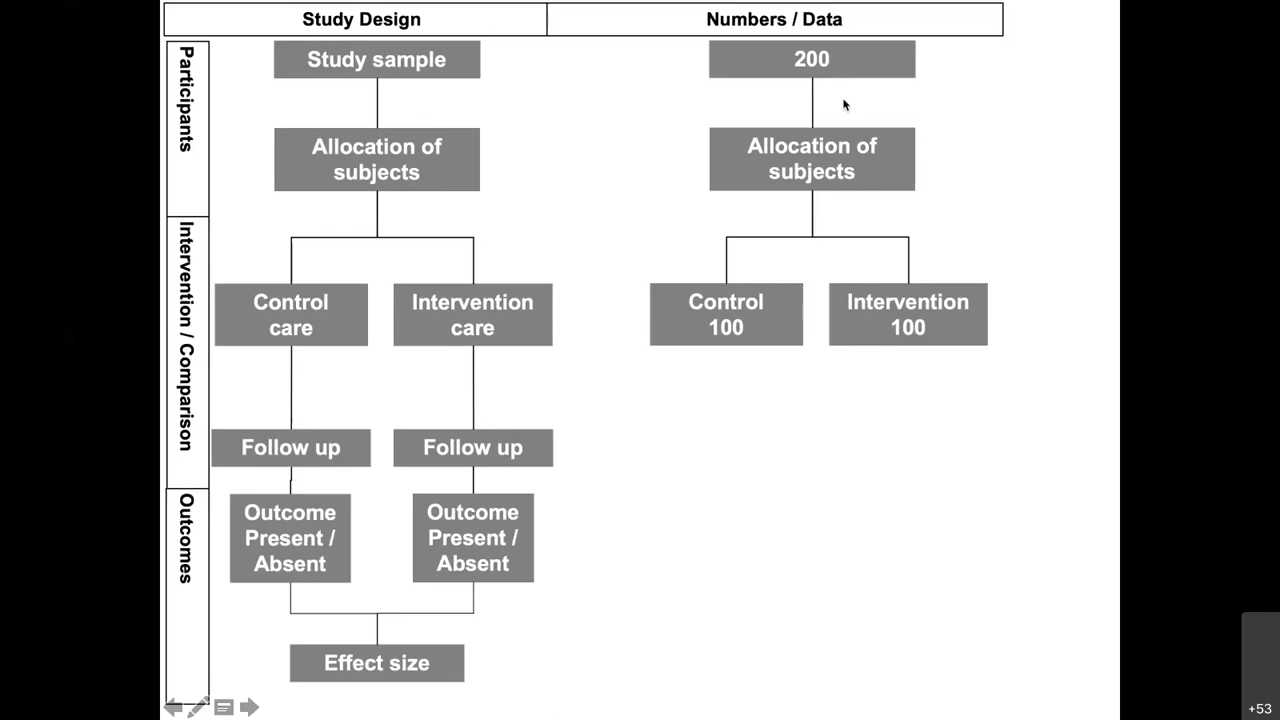 Study Design
Numbers / Data
Participants
Study sample
200
Allocation of
subjects
Allocation of
subjects
Intervention / Comparison
Control
care
Intervention
care
Control
100
Intervention
100
Follow up
Follow up
Outcomes
Outcome
Present /
Absent
Outcome
Present /
Absent
Effect size
+53